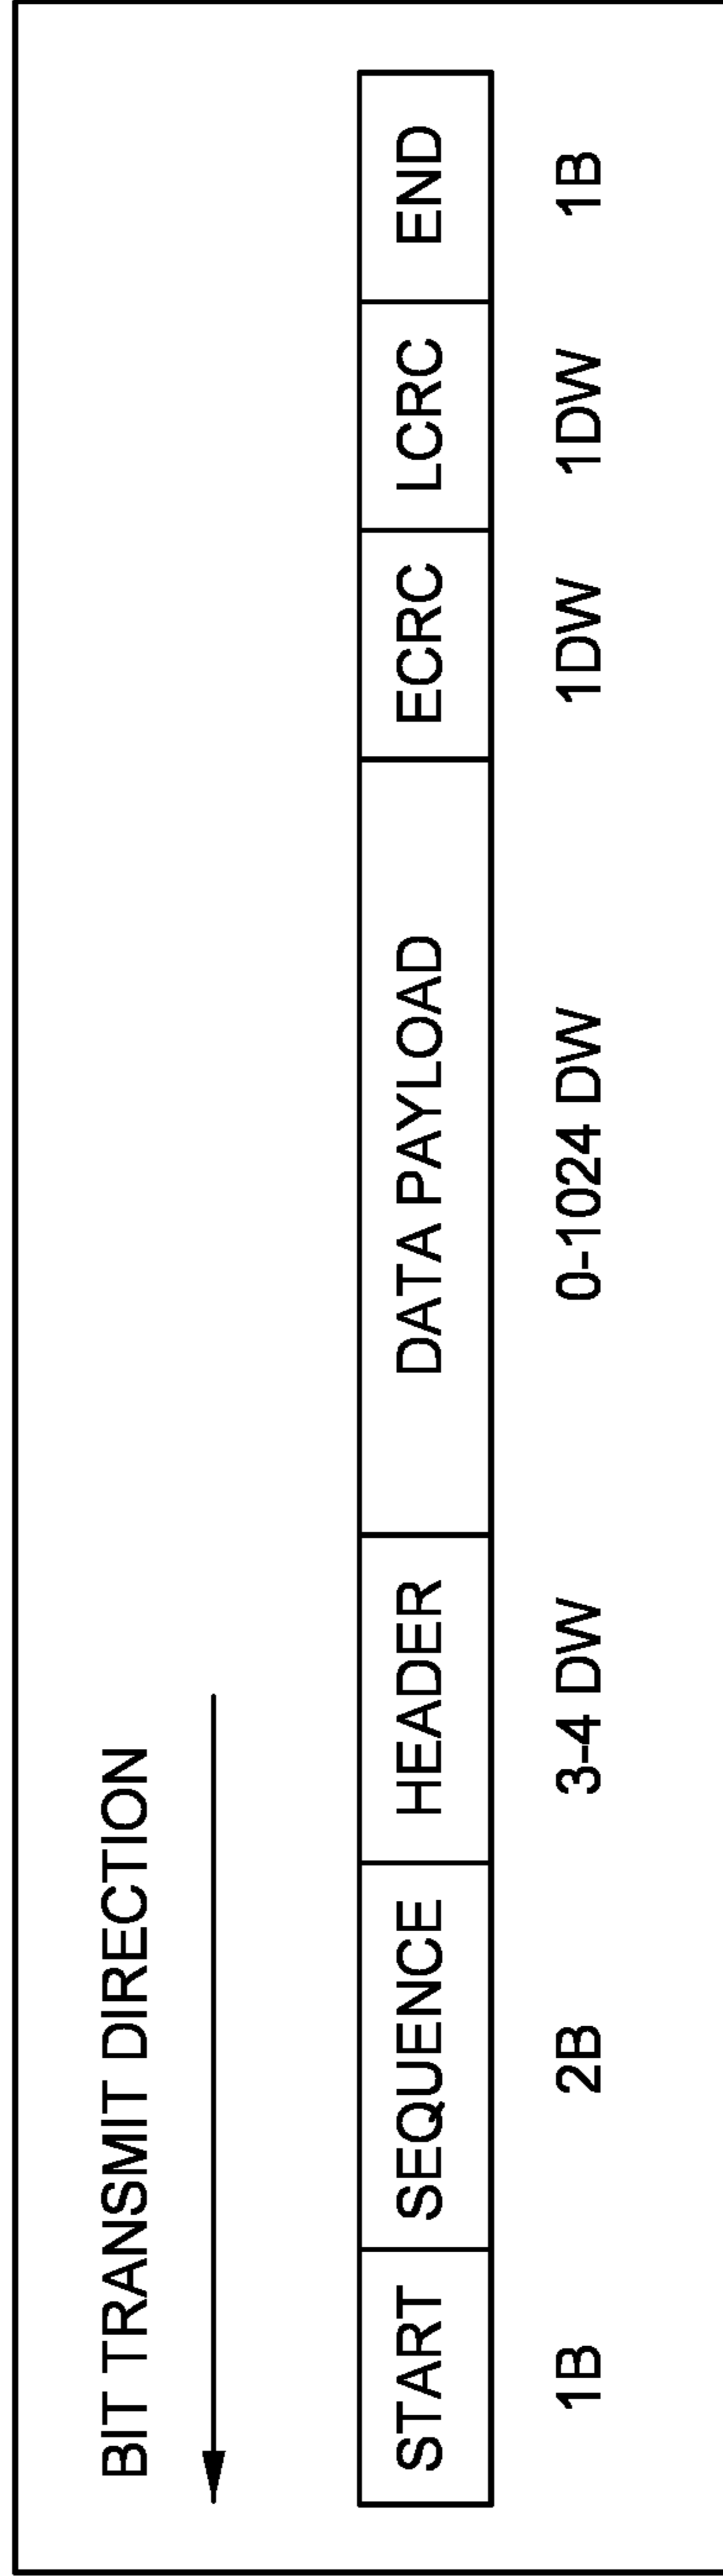 BIT TRANSMIT DIRECTION
START SEQUENCE HEADER DATA PAYLOAD ECRC LCRC END
1B 2B 3-4 DW 0-1024 DW 1DW 1DW 1B